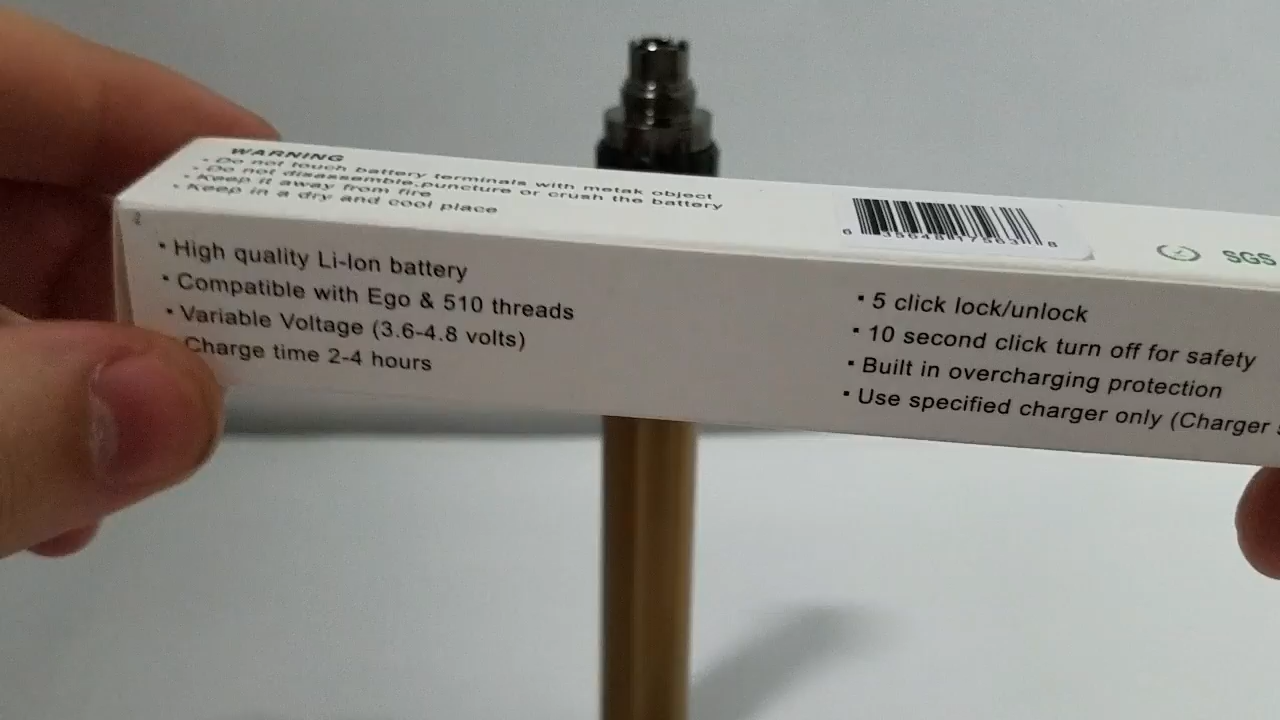 WARNING
• Do not touch battery terminals with metak object
• Do not disassemble,puncture or crush the battery
• Keep it away from fire
• Keep in a dry and cool place
SGS
• High quality Li-Ion battery
• Compatible with Ego & 510 threads
• Variable Voltage (3.6-4.8 volts)
Charge time 2-4 hours
• 5 click lock/unlock
• 10 second click turn off for safety
• Built in overcharging protection
• Use specified charger only (Charger